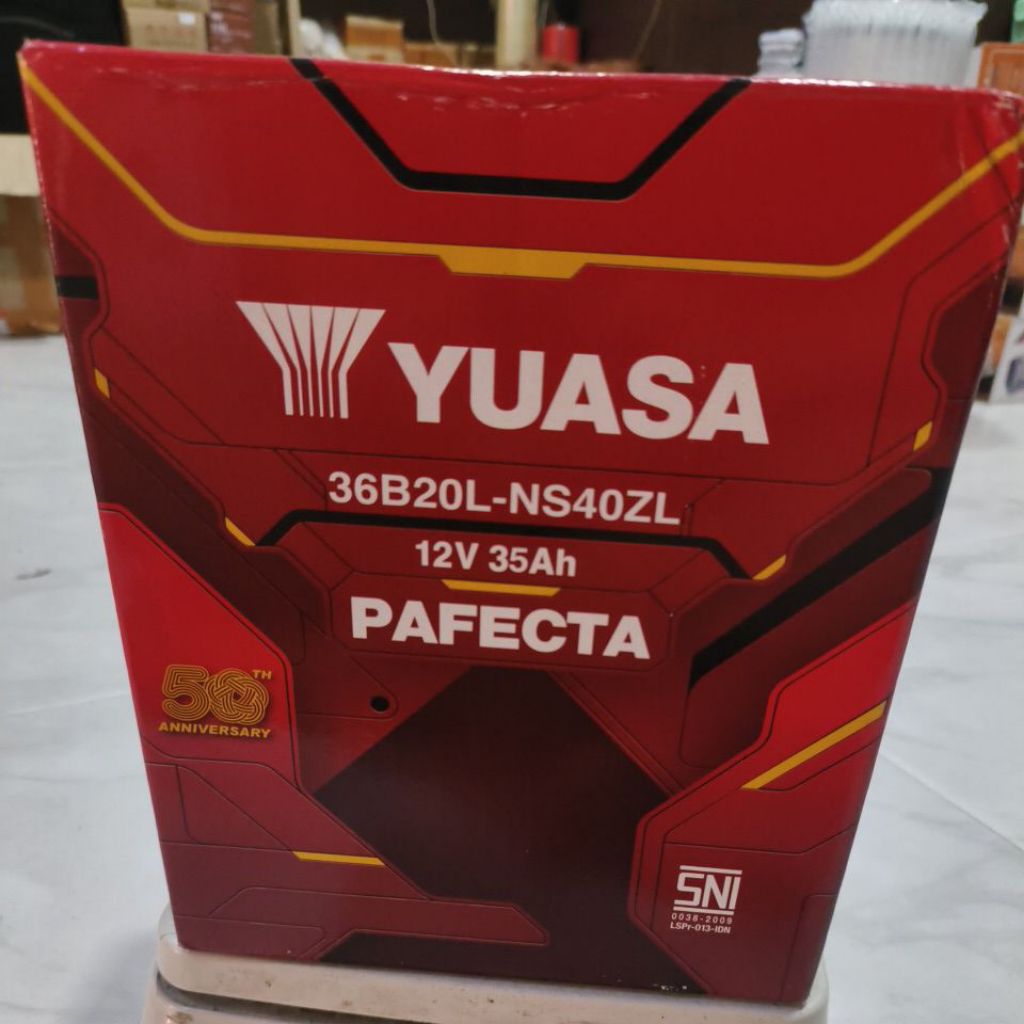 YUASA
36B20L-NS40ZL
12V 35Ah
PAFECTA
50TH
ANNIVERSARY
SNI
0038-2009
LSPr-013-IDN